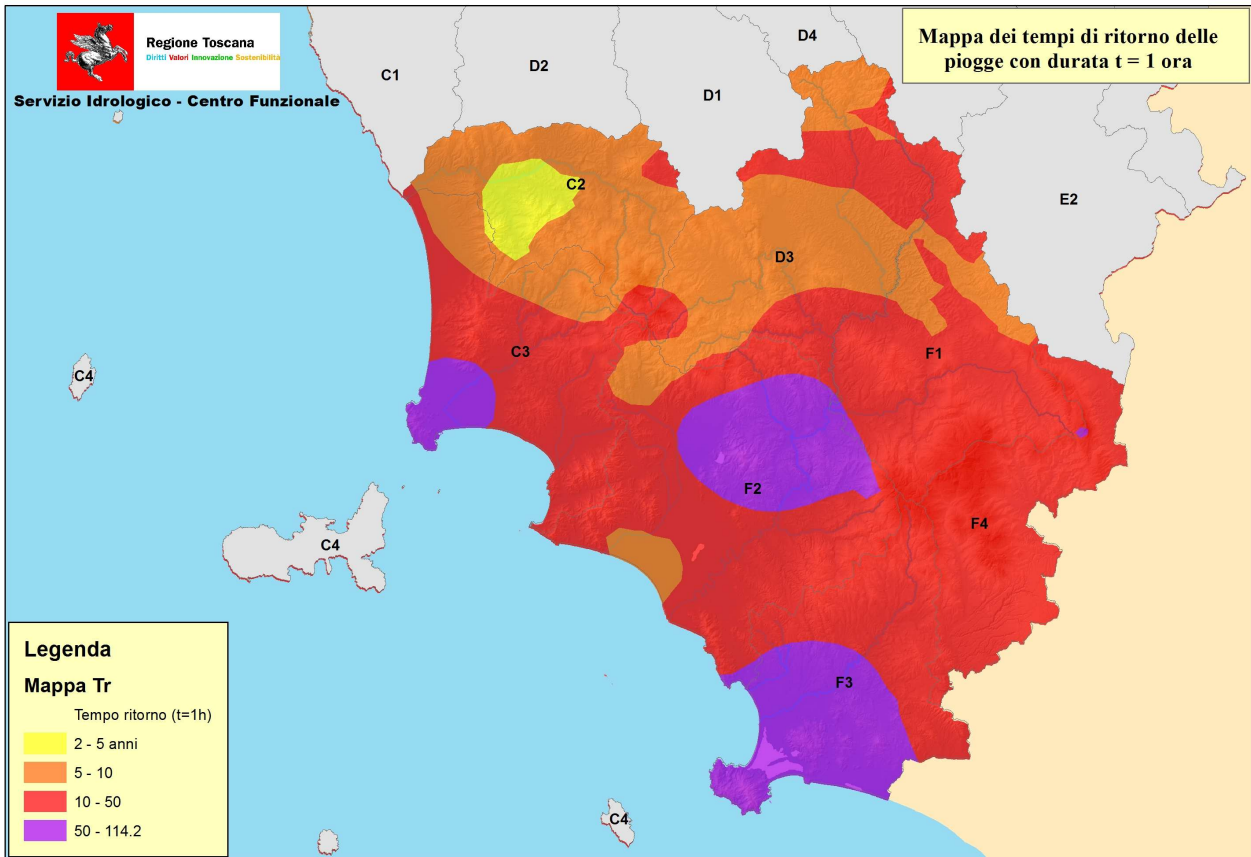 Regione Toscana
Diritti Valori Innovazione Sostenibilità
Servizio Idrologico - Centro Funzionale
Mappa dei tempi di ritorno delle
piogge con durata t = 1 ora
D4
C1
D2
D1
C2
E2
D3
C3
F1
C4
F2
F4
C4
F3
C4
Legenda
Mappa Tr
Tempo ritorno (t=1h)
2 - 5 anni
5 - 10
10 - 50
50 - 114.2